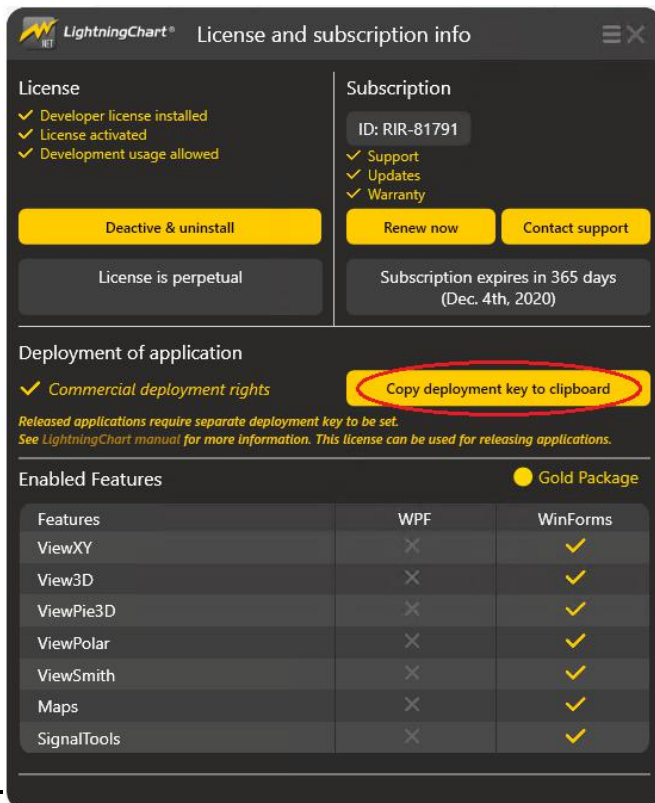 LightningChart® License and subscription info
.NET
License
Developer license installed
License activated
Development usage allowed
Deactive & uninstall
License is perpetual
Subscription
ID: RIR-81791
Support
Updates
Warranty
Renew now
Contact support
Subscription expires in 365 days
(Dec. 4th, 2020)
Deployment of application
Commercial deployment rights
Copy deployment key to clipboard
Released applications require separate deployment key to be set.
See LightningChart manual for more information. This license can be used for releasing applications.
Enabled Features
Gold Package
Features WPF WinForms
ViewXY
View3D
ViewPie3D
ViewPolar
ViewSmith
Maps
SignalTools